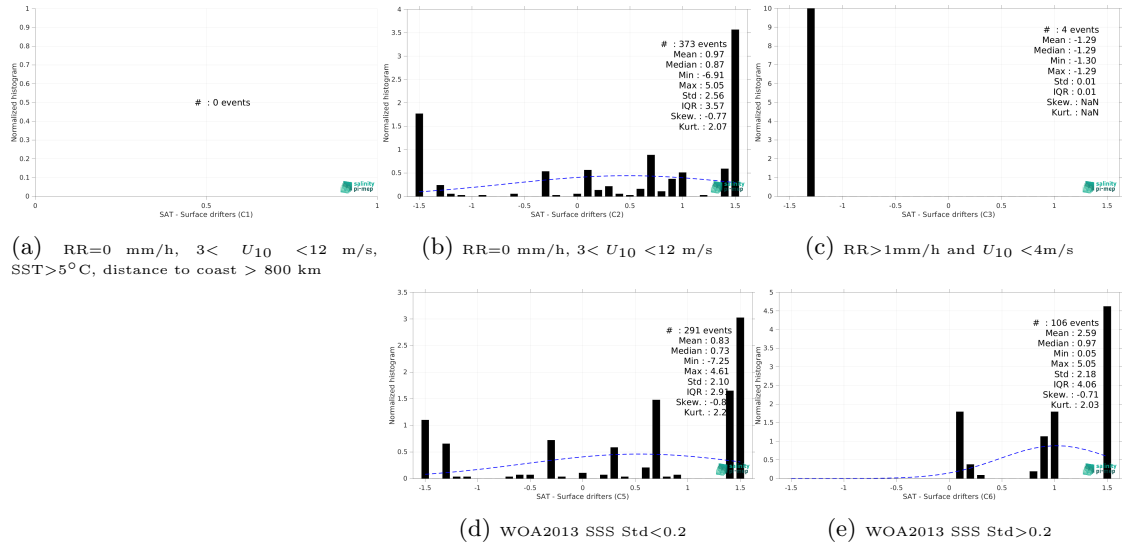 1
0.9
0.8
0.7
0.6
0.5
0.4
0.3
0.2
0.1
0
Normalized histogram
# : 0 events
salinity
pi-mep
0 0.5 1
SAT - Surface drifters (C1)
(a) RR=0 mm/h, 3< U10 <12 m/s,
SST>5°C, distance to coast > 800 km
4
3.5
3
2.5
2
1.5
1
0.5
0
Normalized histogram
# : 373 events
Mean : 0.97
Median : 0.87
Min : -6.91
Max : 5.05
Std : 2.56
IQR : 3.57
Skew. : -0.77
Kurt. : 2.07
salinity
pi-mep
-1.5 -1 -0.5 0 0.5 1 1.5
SAT - Surface drifters (C2)
(b) RR=0 mm/h, 3< U10 <12 m/s
10
9
8
7
6
5
4
3
2
1
0
Normalized histogram
# : 4 events
Mean : -1.29
Median : -1.29
Min : -1.30
Max : -1.29
Std : 0.01
IQR : 0.01
Skew. : NaN
Kurt. : NaN
salinity
pi-mep
-1.5 -1 -0.5 0 0.5 1 1.5
SAT - Surface drifters (C3)
(c) RR>1mm/h and U10 <4m/s
3.5
3
2.5
2
1.5
1
0.5
0
Normalized histogram
# : 291 events
Mean : 0.83
Median : 0.73
Min : -7.25
Max : 4.61
Std : 2.10
IQR : 2.91
Skew. : -0.8
Kurt. : 2.2
salinity
pi-mep
-1.5 -1 -0.5 0 0.5 1 1.5
SAT - Surface drifters (C5)
(d) WOA2013 SSS Std<0.2
5
4.5
4
3.5
3
2.5
2
1.5
1
0.5
0
Normalized histogram
# : 106 events
Mean : 2.59
Median : 0.97
Min : 0.05
Max : 5.05
Std : 2.18
IQR : 4.06
Skew. : -0.71
Kurt. : 2.03
salinity
pi-mep
-1.5 -1 -0.5 0 0.5 1 1.5
SAT - Surface drifters (C6)
(e) WOA2013 SSS Std>0.2